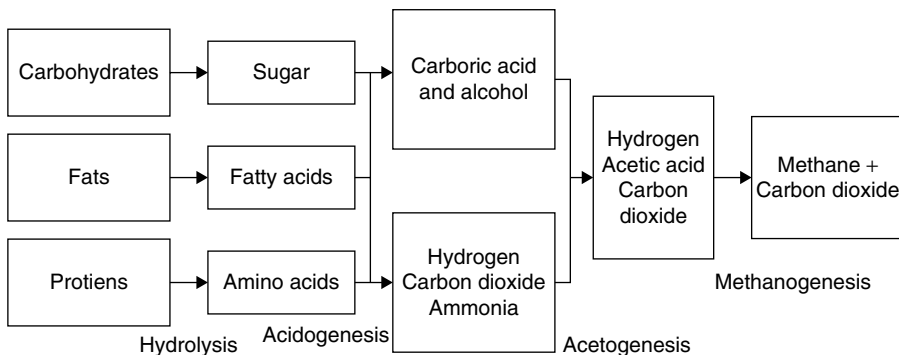 Carbohydrates
Sugar
Carboric acid
and alcohol
Fats
Fatty acids
Hydrogen
Acetic acid
Carbon
dioxide
Methane +
Carbon dioxide
Protiens
Amino acids
Hydrogen
Carbon dioxide
Ammonia
Hydrolysis
Acidogenesis
Acetogenesis
Methanogenesis